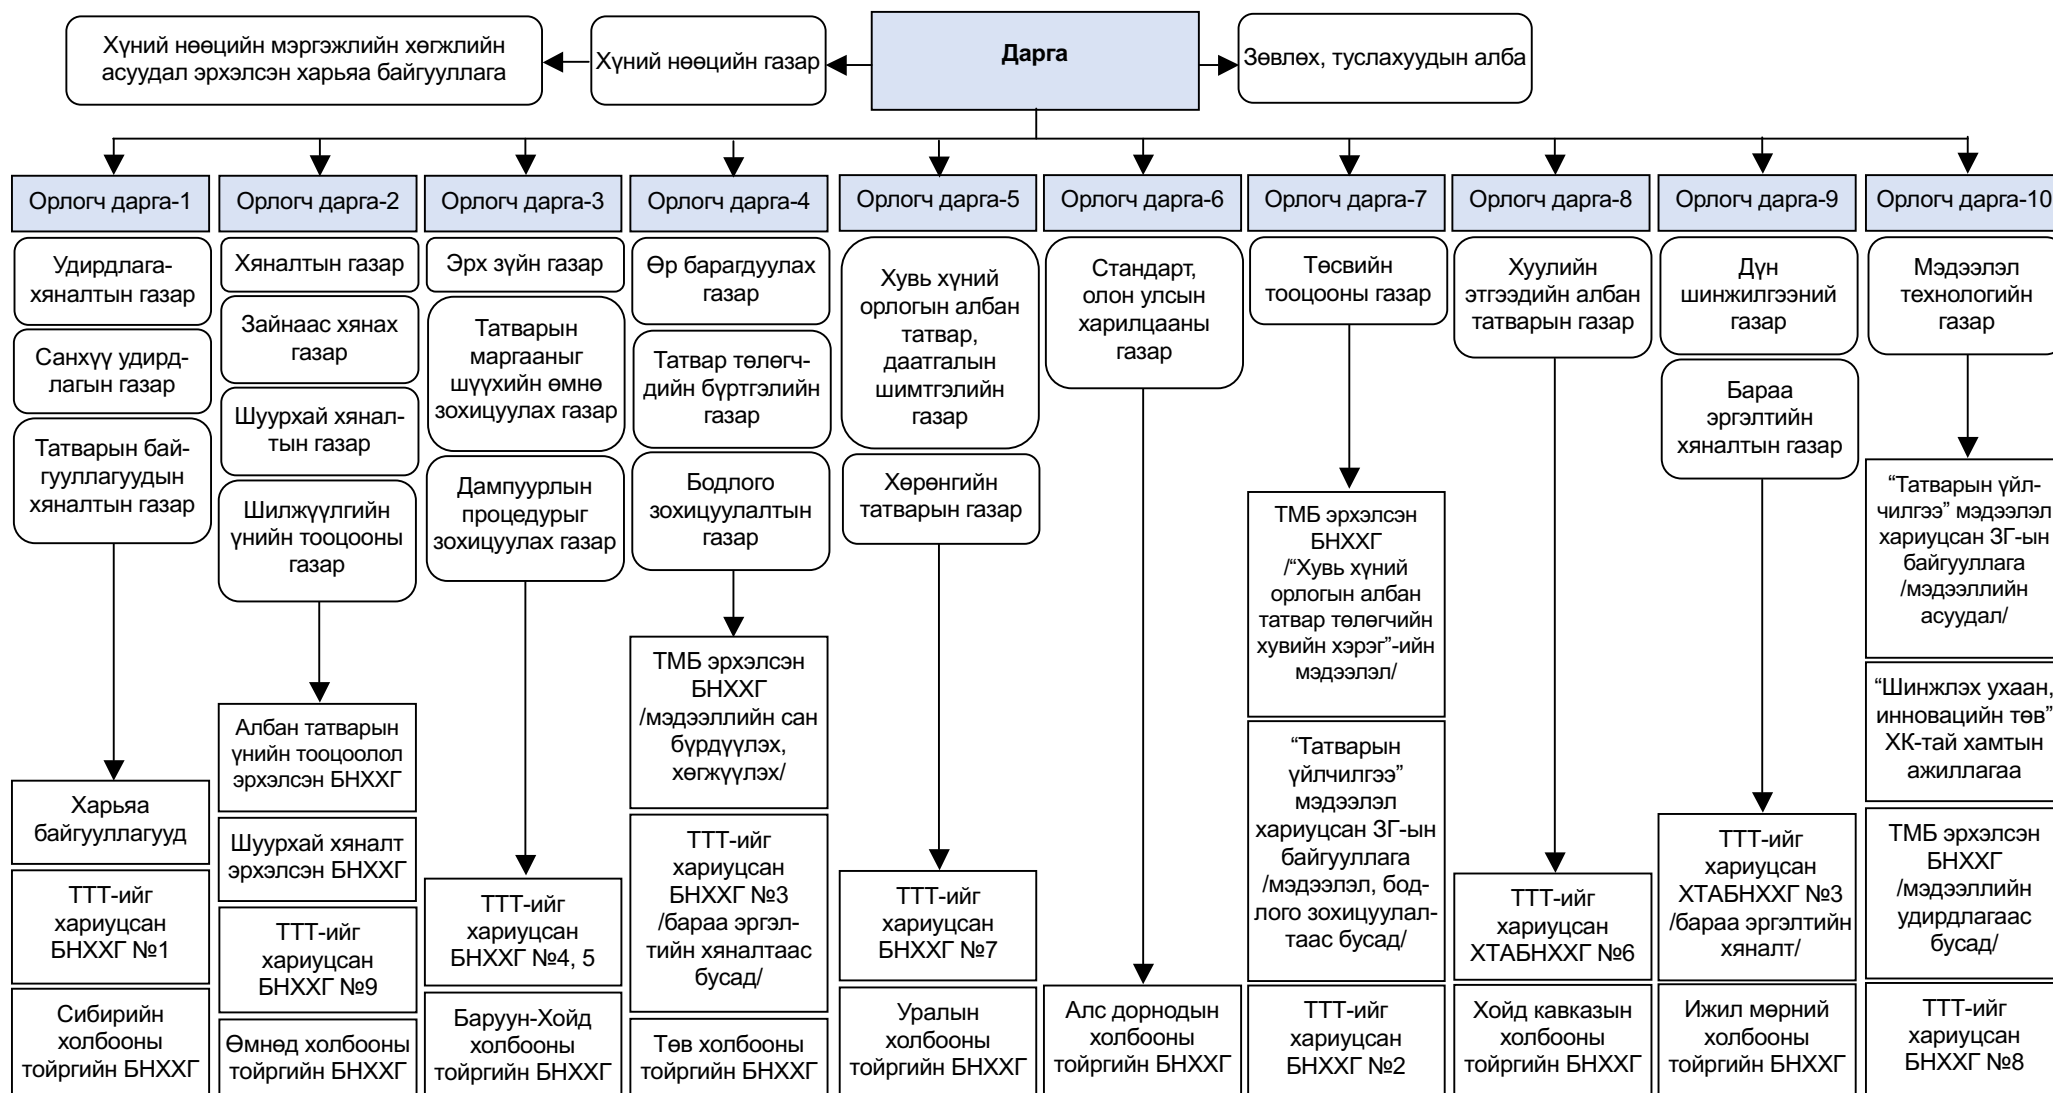 Хүний нөөцийн мэргэжлийн хөгжлийн
асуудал эрхэлсэн харьяа байгууллага
Хүний нөөцийн газар
Дарга
Зөвлөх, туслахуудын алба
Орлогч дарга-1
Удирдлага-
хяналтын газар
Санхүү удирд-
лагын газар
Татварын бай-
гууллагуудын
хяналтын газар
Харьяа
байгууллагууд
ТТТ-ийг
хариуцсан
БНХХГ №1
Сибирийн
холбооны
тойргийн БНХХГ
Орлогч дарга-2
Хяналтын газар
Зайнаас хянах
газар
Шуурхай хянал-
тын газар
Шилжүүлгийн
үнийн тооцооны
газар
Албан татварын
үнийн тооцоолол
эрхэлсэн БНХХГ
Шуурхай хяналт
эрхэлсэн БНХХГ
ТТТ-ийг
хариуцсан
БНХХГ №9
Өмнөд холбооны
тойргийн БНХХГ
Орлогч дарга-3
Эрх зүйн газар
Татварын
маргааныг
шүүхийн өмнө
зохицуулах газар
Дампуурлын
процедурыг
зохицуулах газар
ТТТ-ийг
хариуцсан
БНХХГ №4, 5
Баруун-Хойд
холбооны
тойргийн БНХХГ
Орлогч дарга-4
Өр барагдуулах
газар
Татвар төлөгч-
дийн бүртгэлийн
газар
Бодлого
зохицуулалтын
газар
ТМБ эрхэлсэн
БНХХГ
/мэдээллийн сан
бүрдүүлэх,
хөгжүүлэх/
ТТТ-ийг
хариуцсан
БНХХГ №3
/бараа эргэл-
тийн хяналтаас
бусад/
Төв холбооны
тойргийн БНХХГ
Орлогч дарга-5
Хувь хүний
орлогын албан
татвар,
даатгалын
шимтгэлийн
газар
Хөрөнгийн
татварын газар
ТТТ-ийг
хариуцсан
БНХХГ №7
Уралын
холбооны
тойргийн БНХХГ
Орлогч дарга-6
Стандарт,
олон улсын
харилцааны
газар
Алс дорнодын
холбооны
тойргийн БНХХГ
Орлогч дарга-7
Төсвийн
тооцооны газар
ТМБ эрхэлсэн
БНХХГ
/“Хувь хүний
орлогын албан
татвар төлөгчийн
хувийн хэрэг”-ийн
мэдээлэл/
“Татварын
үйлчилгээ”
мэдээлэл
хариуцсан ЗГ-ын
байгууллага
/мэдээлэл, бод-
лого зохицуулал-
таас бусад/
ТТТ-ийг
хариуцсан
БНХХГ №2
Орлогч дарга-8
Хуулийн
этгээдийн албан
татварын газар
ТТТ-ийг
хариуцсан
ХТАБНХХГ №6
Хойд кавказын
холбооны
тойргийн БНХХГ
Орлогч дарга-9
Дүн
шинжилгээний
газар
Бараа
эргэлтийн
хяналтын газар
ТТТ-ийг
хариуцсан
ХТАБНХХГ №3
/бараа эргэлтийн
хяналт/
Ижил мөрний
холбооны
тойргийн БНХХГ
Орлогч дарга-10
Мэдээлэл
технологийн
газар
“Татварын үйл-
чилгээ” мэдээлэл
хариуцсан ЗГ-ын
байгууллага
/мэдээллийн
асуудал/
“Шинжлэх ухаан,
инновацийн төв”
ХК-тай хамтын
ажиллагаа
ТМБ эрхэлсэн
БНХХГ
/мэдээллийн
удирдлагаас
бусад/
ТТТ-ийг
хариуцсан
БНХХГ №8